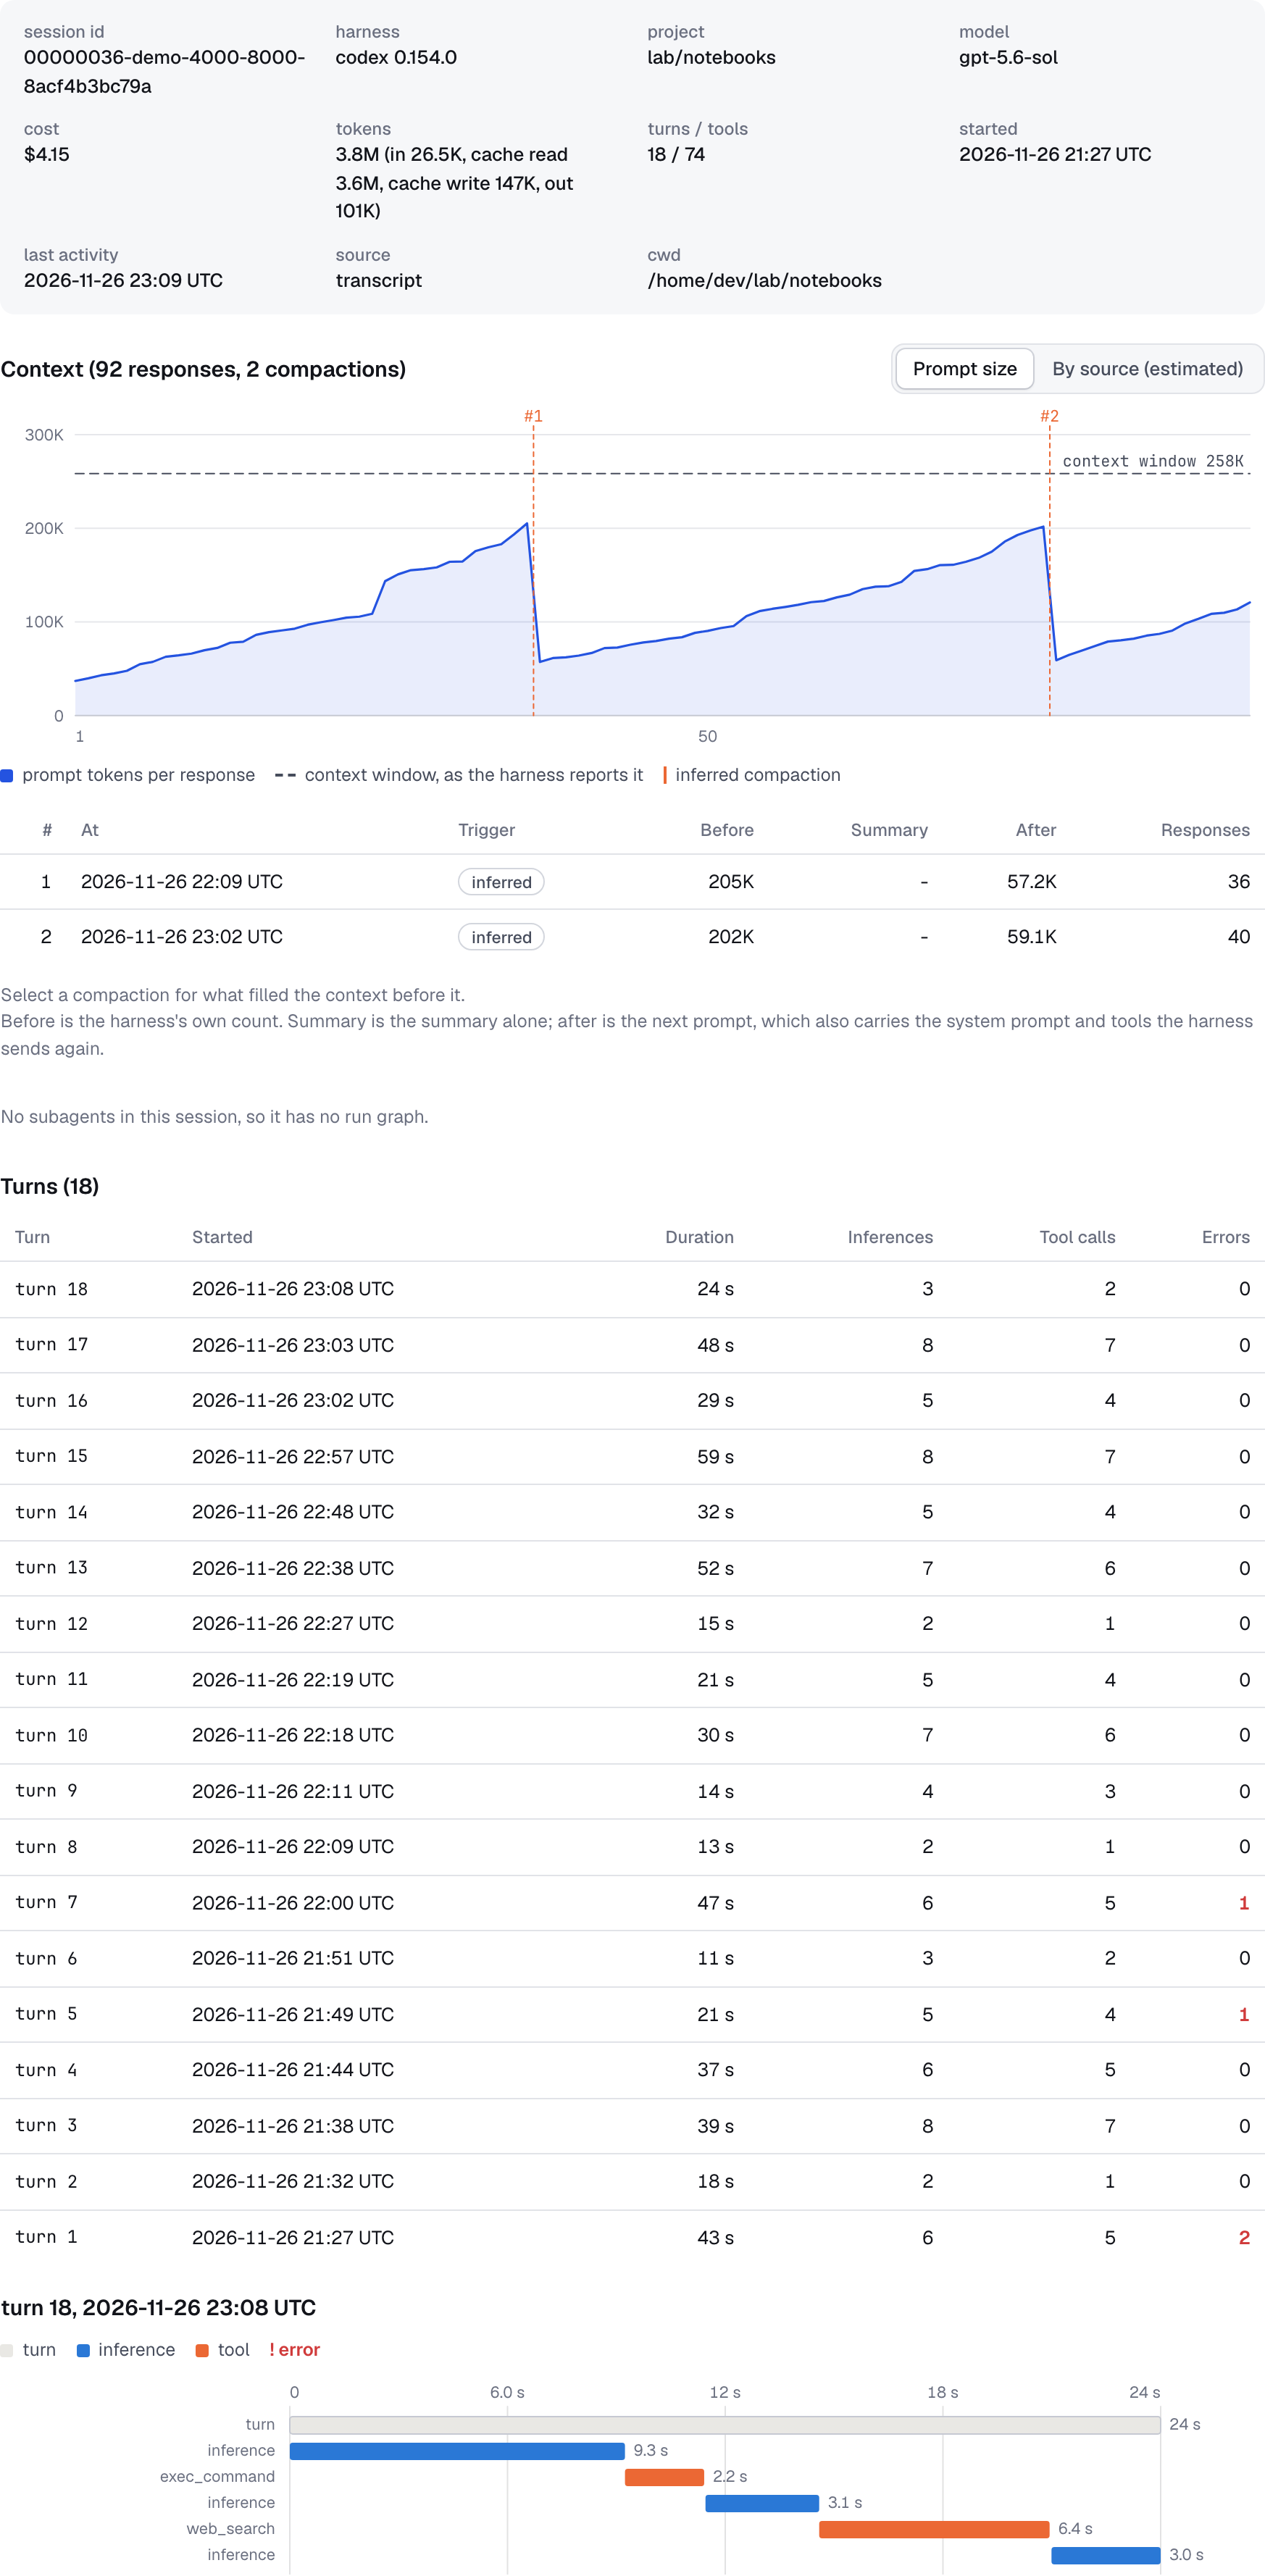 session id
00000036-demo-4000-8000-
8acf4b3bc79a
harness
codex 0.154.0
project
lab/notebooks
model
gpt-5.6-sol
cost
$4.15
tokens
3.8M (in 26.5K, cache read
3.6M, cache write 147K, out
101K)
turns / tools
18 / 74
started
2026-11-26 21:27 UTC
last activity
2026-11-26 23:09 UTC
source
transcript
cwd
/home/dev/lab/notebooks
Context (92 responses, 2 compactions)
Prompt size By source (estimated)
#1 #2
300K
context window 258K
200K
100K
0
1 50
prompt tokens per response context window, as the harness reports it inferred compaction
# At Trigger Before Summary After Responses
1 2026-11-26 22:09 UTC inferred 205K - 57.2K 36
2 2026-11-26 23:02 UTC inferred 202K - 59.1K 40
Select a compaction for what filled the context before it.
Before is the harness's own count. Summary is the summary alone; after is the next prompt, which also carries the system prompt and tools the harness
sends again.
No subagents in this session, so it has no run graph.
Turns (18)
Turn Started Duration Inferences Tool calls Errors
turn 18 2026-11-26 23:08 UTC 24 s 3 2 0
turn 17 2026-11-26 23:03 UTC 48 s 8 7 0
turn 16 2026-11-26 23:02 UTC 29 s 5 4 0
turn 15 2026-11-26 22:57 UTC 59 s 8 7 0
turn 14 2026-11-26 22:48 UTC 32 s 5 4 0
turn 13 2026-11-26 22:38 UTC 52 s 7 6 0
turn 12 2026-11-26 22:27 UTC 15 s 2 1 0
turn 11 2026-11-26 22:19 UTC 21 s 5 4 0
turn 10 2026-11-26 22:18 UTC 30 s 7 6 0
turn 9 2026-11-26 22:11 UTC 14 s 4 3 0
turn 8 2026-11-26 22:09 UTC 13 s 2 1 0
turn 7 2026-11-26 22:00 UTC 47 s 6 5 1
turn 6 2026-11-26 21:51 UTC 11 s 3 2 0
turn 5 2026-11-26 21:49 UTC 21 s 5 4 1
turn 4 2026-11-26 21:44 UTC 37 s 6 5 0
turn 3 2026-11-26 21:38 UTC 39 s 8 7 0
turn 2 2026-11-26 21:32 UTC 18 s 2 1 0
turn 1 2026-11-26 21:27 UTC 43 s 6 5 2
turn 18, 2026-11-26 23:08 UTC
turn inference tool ! error
0 6.0 s 12 s 18 s 24 s
turn 24 s
inference 9.3 s
exec_command 2.2 s
inference 3.1 s
web_search 6.4 s
inference 3.0 s